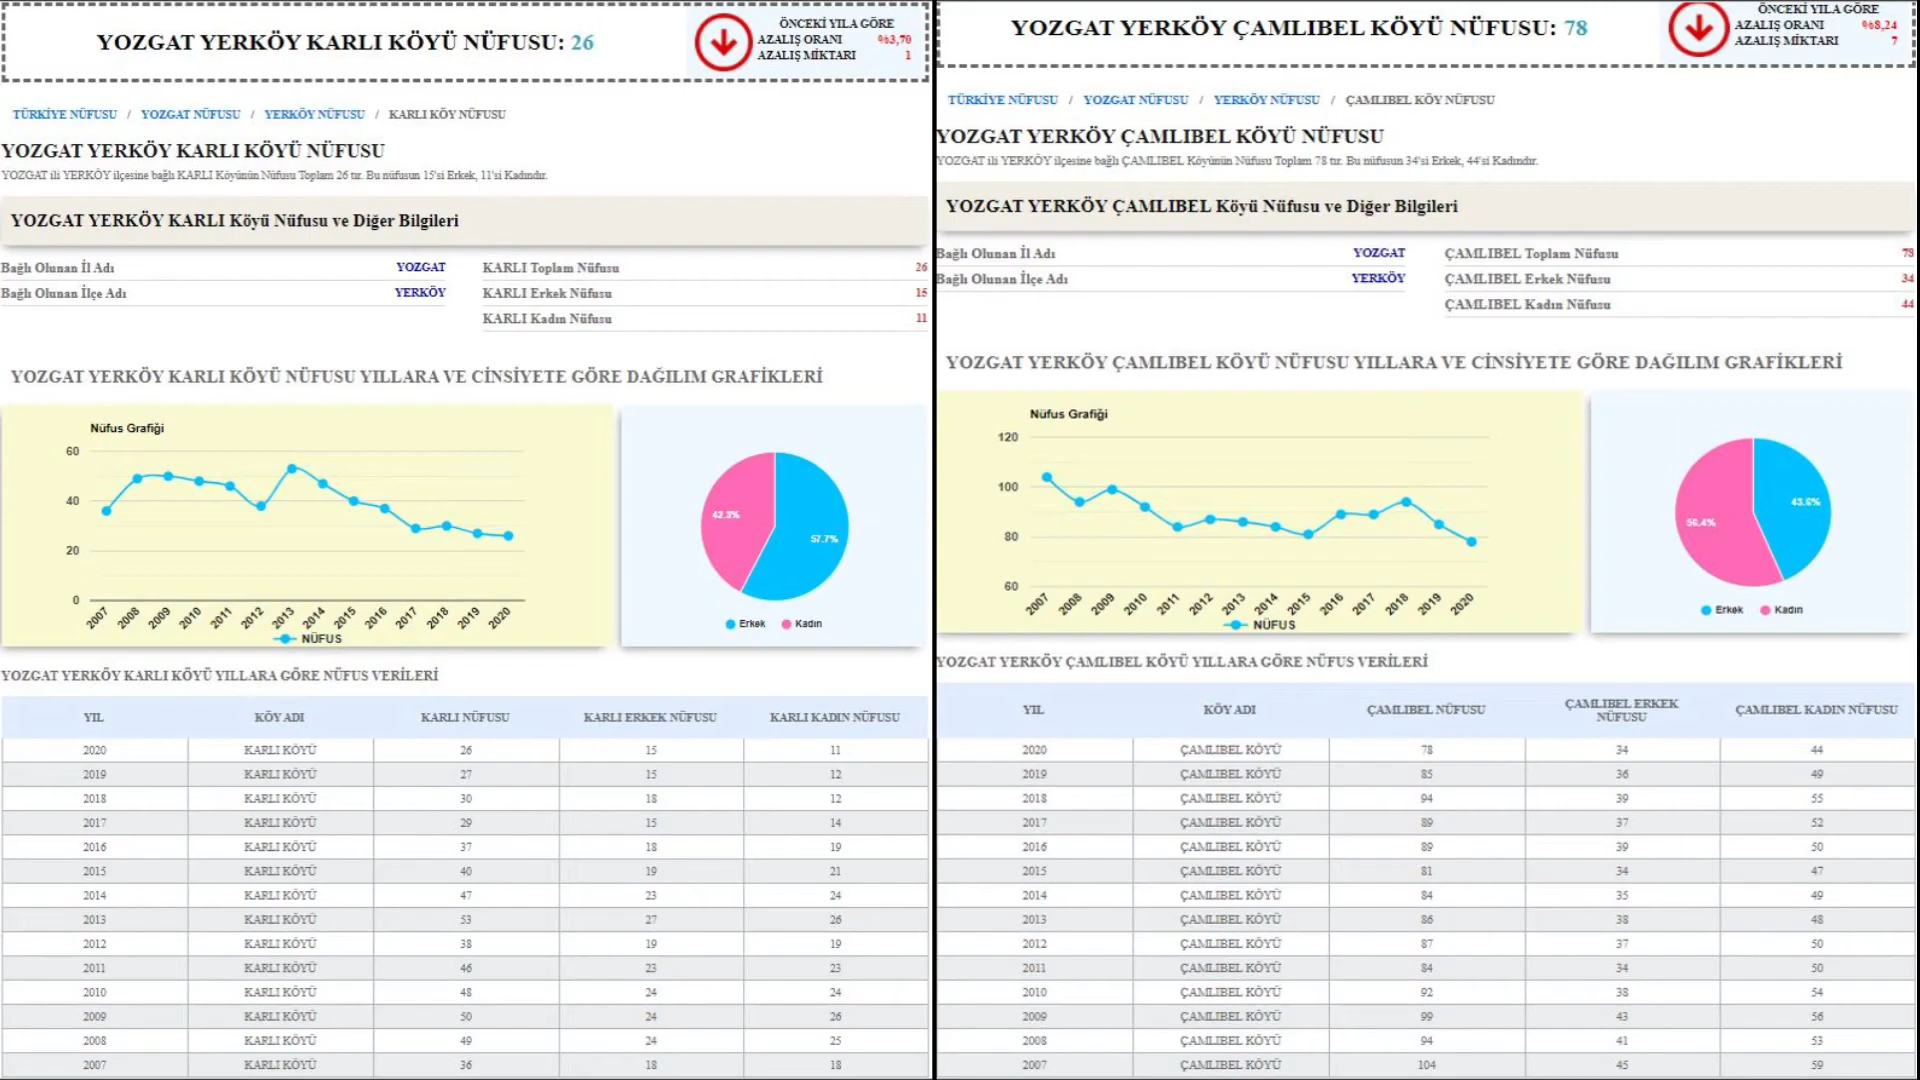 YOZGAT YERKÖY KARLI KÖYÜ NÜFUSU: 26
ÖNCEKİ YILA GÖRE
AZALIŞ ORANI %3,70
AZALIŞ MİKTARI 1
TÜRKİYE NÜFUSU / YOZGAT NÜFUSU / YERKÖY NÜFUSU / KARLI KÖY NÜFUSU
YOZGAT YERKÖY KARLI KÖYÜ NÜFUSU
YOZGAT ili YERKÖY ilçesine bağlı KARLI Köyünün Nüfusu Toplam 26 tır. Bu nüfusun 15'si Erkek, 11'si Kadındır.
YOZGAT YERKÖY KARLI Köyü Nüfusu ve Diğer Bilgileri
Bağlı Olunan İl Adı YOZGAT
Bağlı Olunan İlçe Adı YERKÖY
KARLI Toplam Nüfusu 26
KARLI Erkek Nüfusu 15
KARLI Kadın Nüfusu 11
YOZGAT YERKÖY KARLI KÖYÜ NÜFUSU YILLARA VE CİNSİYETE GÖRE DAĞILIM GRAFİKLERİ
Nüfus Grafiği
60
40
20
0
2007 2008 2009 2010 2011 2012 2013 2014 2015 2016 2017 2018 2019 2020
NÜFUS
42.3%
57.7%
Erkek Kadın
YOZGAT YERKÖY KARLI KÖYÜ YILLARA GÖRE NÜFUS VERİLERİ
YIL KÖY ADI KARLI NÜFUSU KARLI ERKEK NÜFUSU KARLI KADIN NÜFUSU
2020 KARLI KÖYÜ 26 15 11
2019 KARLI KÖYÜ 27 15 12
2018 KARLI KÖYÜ 30 18 12
2017 KARLI KÖYÜ 29 15 14
2016 KARLI KÖYÜ 37 18 19
2015 KARLI KÖYÜ 40 19 21
2014 KARLI KÖYÜ 47 23 24
2013 KARLI KÖYÜ 53 27 26
2012 KARLI KÖYÜ 38 19 19
2011 KARLI KÖYÜ 46 23 23
2010 KARLI KÖYÜ 48 24 24
2009 KARLI KÖYÜ 50 24 26
2008 KARLI KÖYÜ 49 24 25
2007 KARLI KÖYÜ 36 18 18
YOZGAT YERKÖY ÇAMLIBEL KÖYÜ NÜFUSU: 78
ÖNCEKİ YILA GÖRE
AZALIŞ ORANI %8,24
AZALIŞ MİKTARI 7
TÜRKİYE NÜFUSU / YOZGAT NÜFUSU / YERKÖY NÜFUSU / ÇAMLIBEL KÖY NÜFUSU
YOZGAT YERKÖY ÇAMLIBEL KÖYÜ NÜFUSU
YOZGAT ili YERKÖY ilçesine bağlı ÇAMLIBEL Köyünün Nüfusu Toplam 78 tır. Bu nüfusun 34'si Erkek, 44'si Kadındır.
YOZGAT YERKÖY ÇAMLIBEL Köyü Nüfusu ve Diğer Bilgileri
Bağlı Olunan İl Adı YOZGAT
Bağlı Olunan İlçe Adı YERKÖY
ÇAMLIBEL Toplam Nüfusu 78
ÇAMLIBEL Erkek Nüfusu 34
ÇAMLIBEL Kadın Nüfusu 44
YOZGAT YERKÖY ÇAMLIBEL KÖYÜ NÜFUSU YILLARA VE CİNSİYETE GÖRE DAĞILIM GRAFİKLERİ
Nüfus Grafiği
120
100
80
60
2007 2008 2009 2010 2011 2012 2013 2014 2015 2016 2017 2018 2019 2020
NÜFUS
43.6%
56.4%
Erkek Kadın
YOZGAT YERKÖY ÇAMLIBEL KÖYÜ YILLARA GÖRE NÜFUS VERİLERİ
YIL KÖY ADI ÇAMLIBEL NÜFUSU ÇAMLIBEL ERKEK NÜFUSU ÇAMLIBEL KADIN NÜFUSU
2020 ÇAMLIBEL KÖYÜ 78 34 44
2019 ÇAMLIBEL KÖYÜ 85 36 49
2018 ÇAMLIBEL KÖYÜ 94 39 55
2017 ÇAMLIBEL KÖYÜ 89 37 52
2016 ÇAMLIBEL KÖYÜ 89 39 50
2015 ÇAMLIBEL KÖYÜ 81 34 47
2014 ÇAMLIBEL KÖYÜ 84 35 49
2013 ÇAMLIBEL KÖYÜ 86 38 48
2012 ÇAMLIBEL KÖYÜ 87 37 50
2011 ÇAMLIBEL KÖYÜ 84 34 50
2010 ÇAMLIBEL KÖYÜ 92 38 54
2009 ÇAMLIBEL KÖYÜ 99 43 56
2008 ÇAMLIBEL KÖYÜ 94 41 53
2007 ÇAMLIBEL KÖYÜ 104 45 59